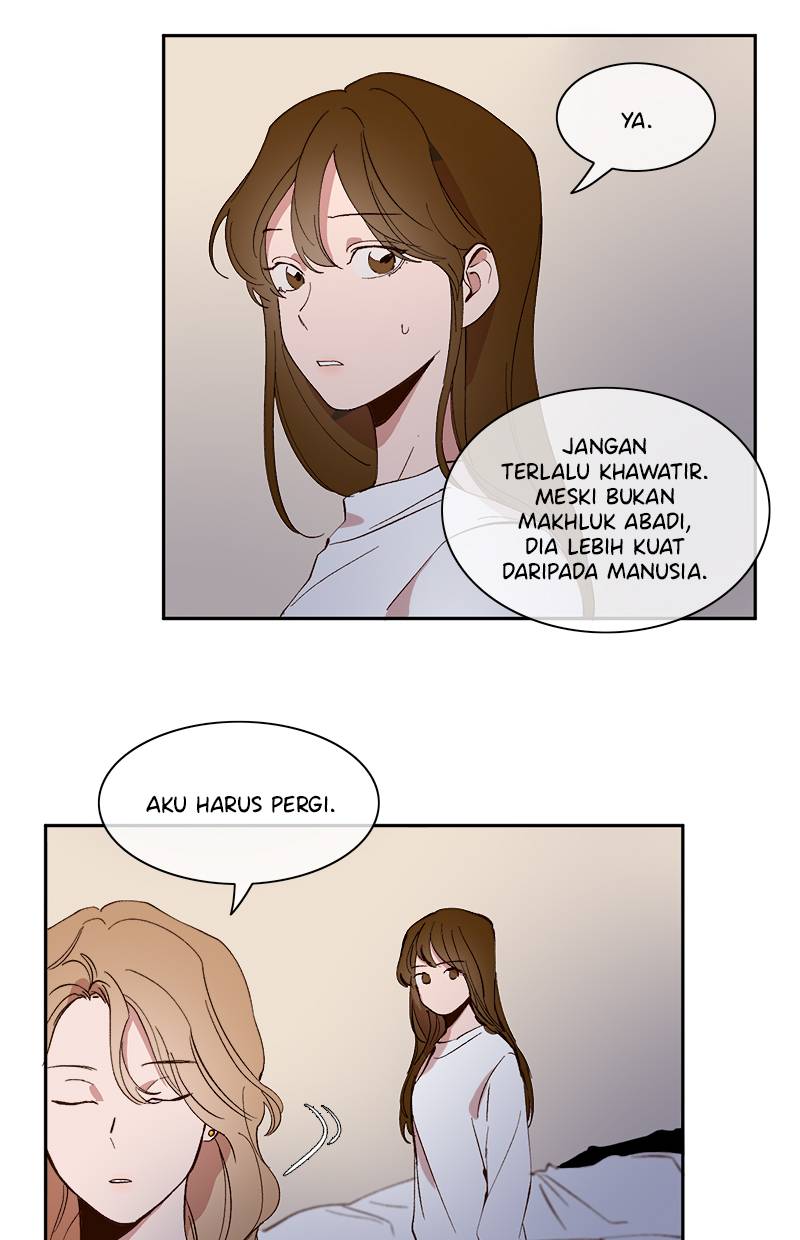 YA.
JANGAN
TERLALU KHAWATIR.
MESKI BUKAN
MAKHLUK ABADI,
DIA LEBIH KUAT
DARIPADA MANUSIA.
AKU HARUS PERGI.